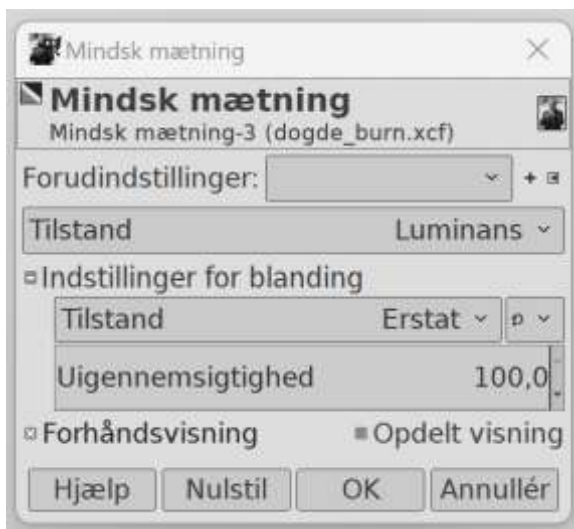 Mindsk mætning
Mindsk mætning
Mindsk mætning-3 (dogde_burn.xcf)
Forudindstillinger:
Tilstand Luminans
Indstillinger for blanding
Tilstand Erstat
Uigennemsigtighed 100,0
Forhåndsvisning Opdelt visning
Hjælp Nulstil OK Annullér